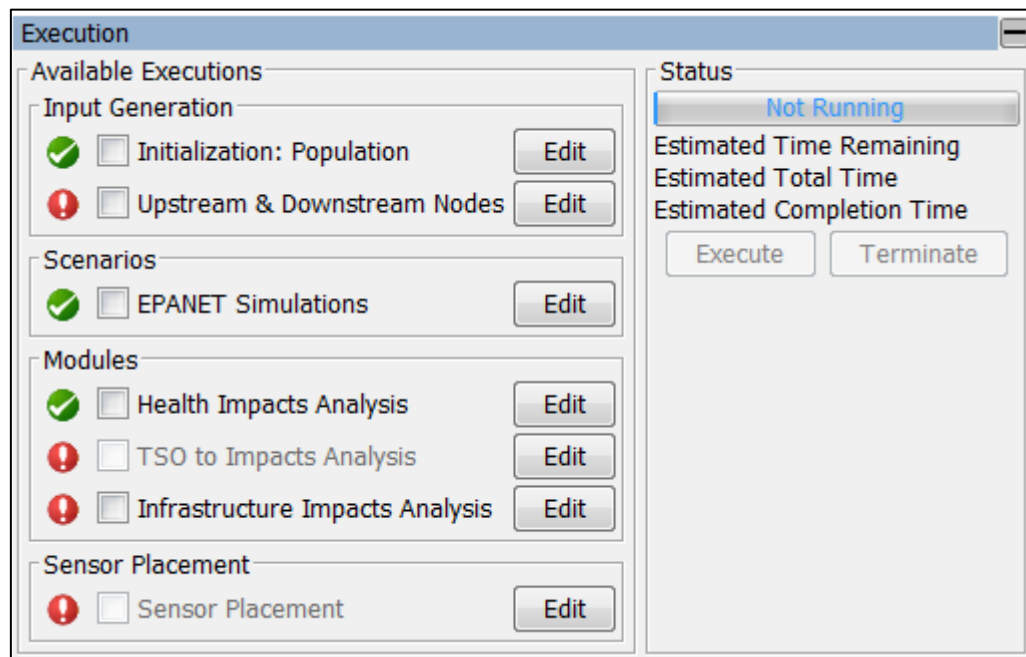 Execution
Available Executions
Input Generation
Initialization: Population Edit
Upstream & Downstream Nodes Edit
Scenarios
EPANET Simulations Edit
Modules
Health Impacts Analysis Edit
TSO to Impacts Analysis Edit
Infrastructure Impacts Analysis Edit
Sensor Placement
Sensor Placement Edit
Status
Not Running
Estimated Time Remaining
Estimated Total Time
Estimated Completion Time
Execute Terminate